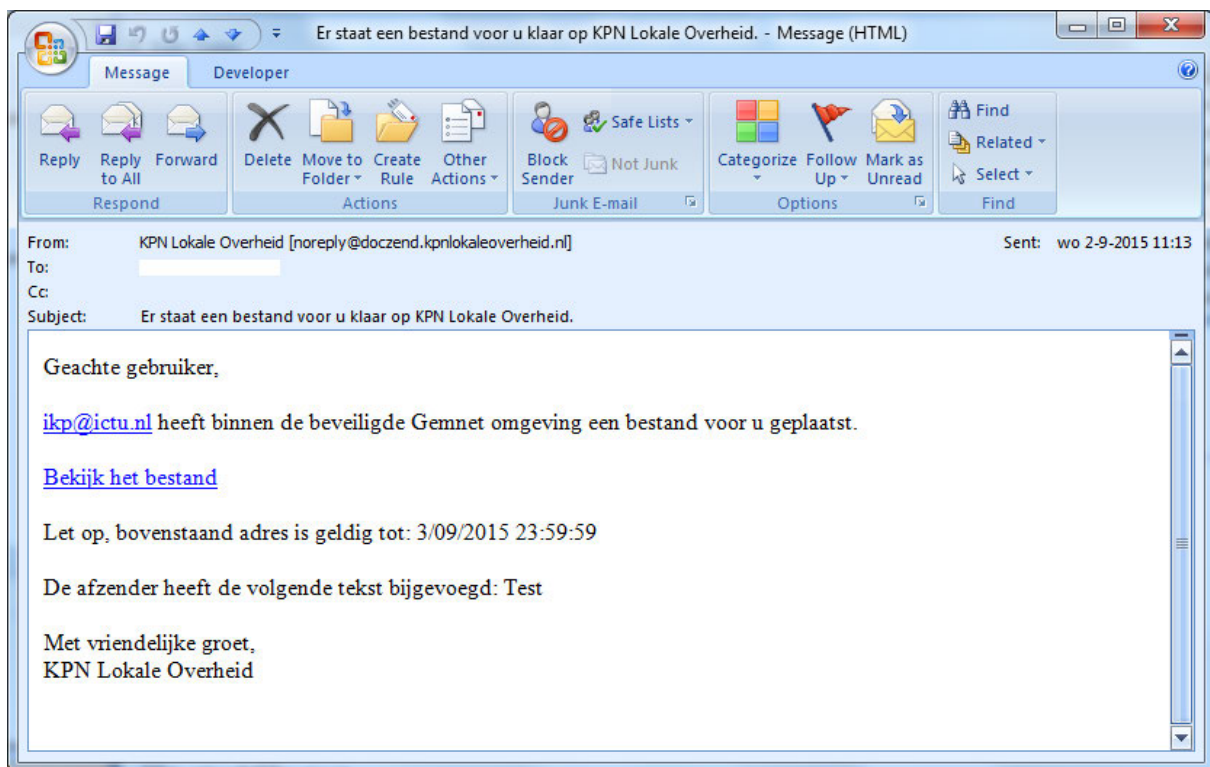 Er staat een bestand voor u klaar op KPN Lokale Overheid. - Message (HTML)
Message Developer
Reply Reply to All Forward
Respond
Delete Move to Folder Create Rule Other Actions
Actions
Block Sender Safe Lists Not Junk
Junk E-mail
Categorize Follow Up Mark as Unread
Options
Find
Related
Select
Find
From: KPN Lokale Overheid [noreply@doczend.kpnlokaleoverheid.nl] Sent: wo 2-9-2015 11:13
To:
Cc:
Subject: Er staat een bestand voor u klaar op KPN Lokale Overheid.
Geachte gebruiker,
ikp@ictu.nl heeft binnen de beveiligde Gemnet omgeving een bestand voor u geplaatst.
Bekijk het bestand
Let op, bovenstaand adres is geldig tot: 3/09/2015 23:59:59
De afzender heeft de volgende tekst bijgevoegd: Test
Met vriendelijke groet,
KPN Lokale Overheid